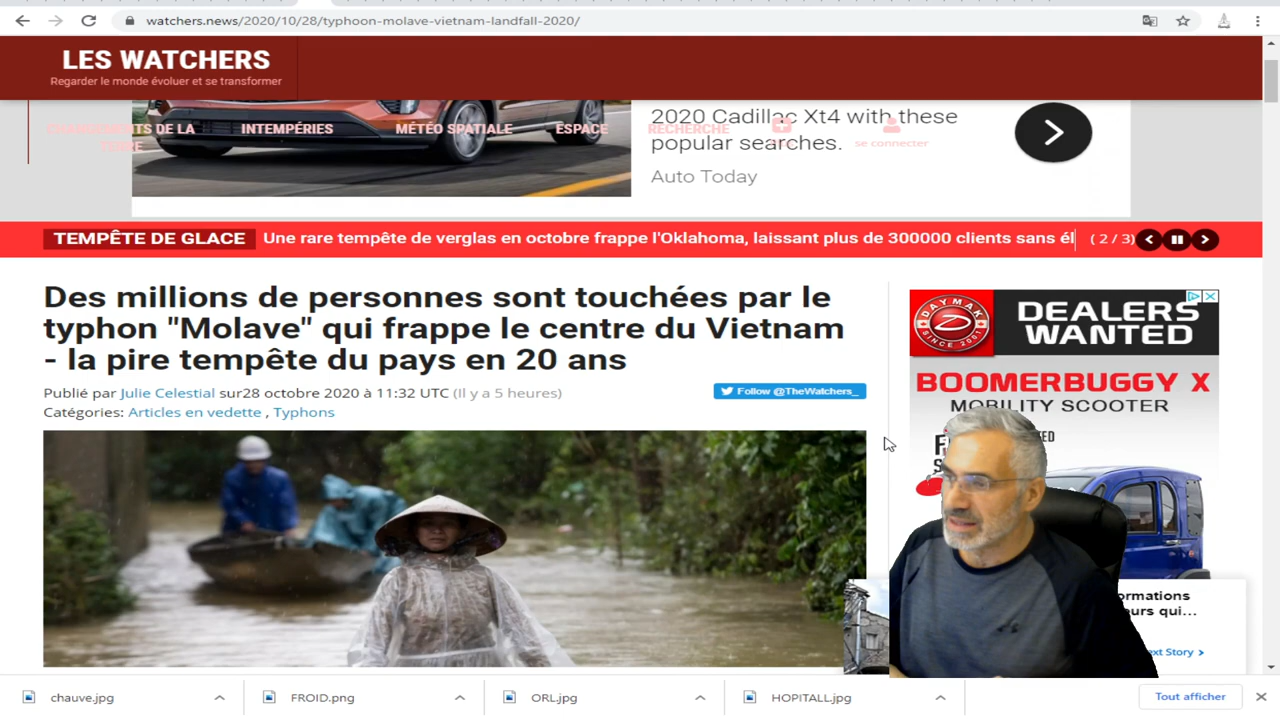 watchers.news/2020/10/28/typhoon-molave-vietnam-landfall-2020/
LES WATCHERS
Regarder le monde évoluer et se transformer
CHANGEMENTS DE LA
TERRE
INTEMPÉRIES
MÉTÉO SPATIALE
ESPACE
RECHERCHE
se connecter
2020 Cadillac Xt4 with these
popular searches.
Auto Today
TEMPÊTE DE GLACE
Une rare tempête de verglas en octobre frappe l'Oklahoma, laissant plus de 300000 clients sans él
( 2 / 3)
Des millions de personnes sont touchées par le
typhon "Molave" qui frappe le centre du Vietnam
- la pire tempête du pays en 20 ans
Publié par Julie Celestial sur28 octobre 2020 à 11:32 UTC (Il y a 5 heures)
Follow @TheWatchers_
Catégories: Articles en vedette , Typhons
DAYMAK
SINCE 2001
DEALERS
WANTED
BOOMERBUGGY X
MOBILITY SCOOTER
ormations
eurs qui...
ext Story
chauve.jpg
FROID.png
ORL.jpg
HOPITALL.jpg
Tout afficher